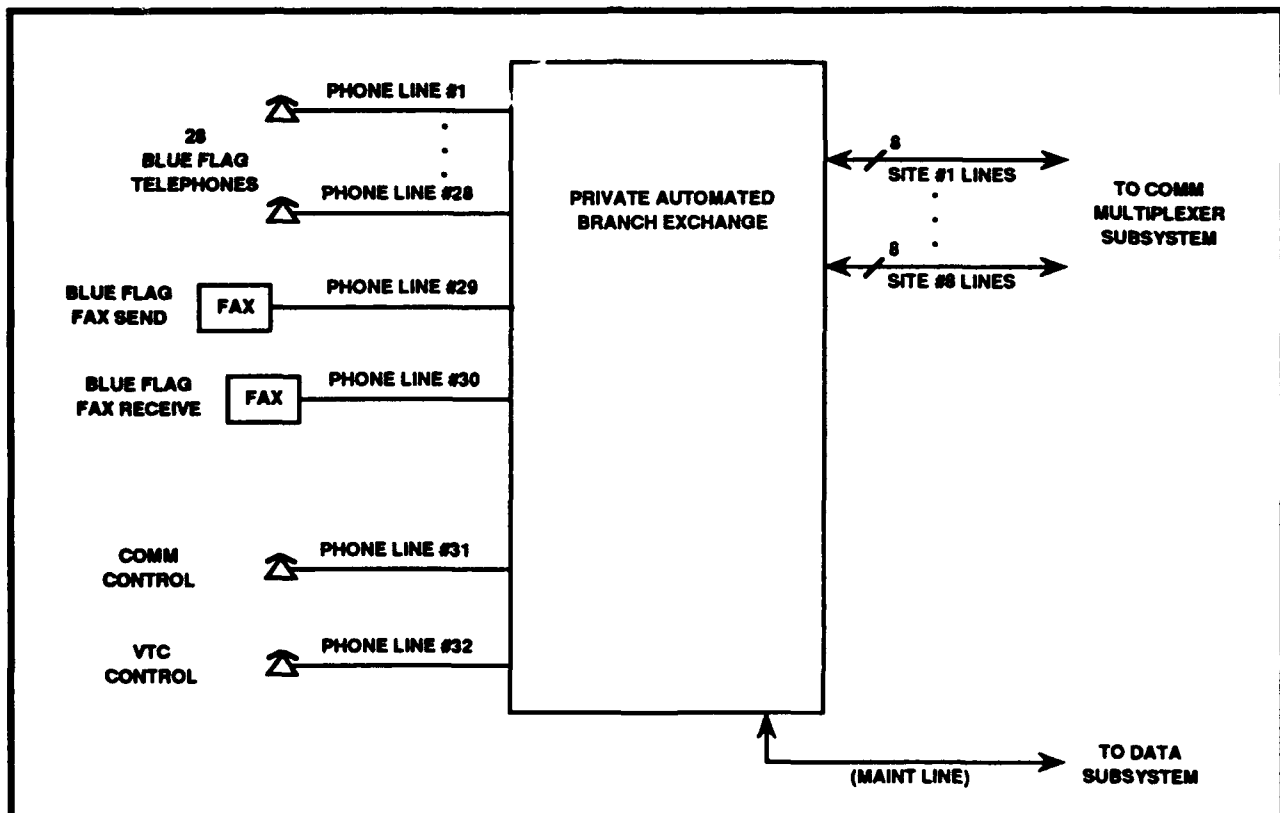 PHONE LINE #1
28
BLUE FLAG
TELEPHONES
PHONE LINE #28
BLUE FLAG
FAX SEND
FAX
PHONE LINE #29
BLUE FLAG
FAX RECEIVE
FAX
PHONE LINE #30
COMM
CONTROL
PHONE LINE #31
VTC
CONTROL
PHONE LINE #32
PRIVATE AUTOMATED
BRANCH EXCHANGE
8
SITE #1 LINES
8
SITE #8 LINES
TO COMM
MULTIPLEXER
SUBSYSTEM
(MAINT LINE)
TO DATA
SUBSYSTEM